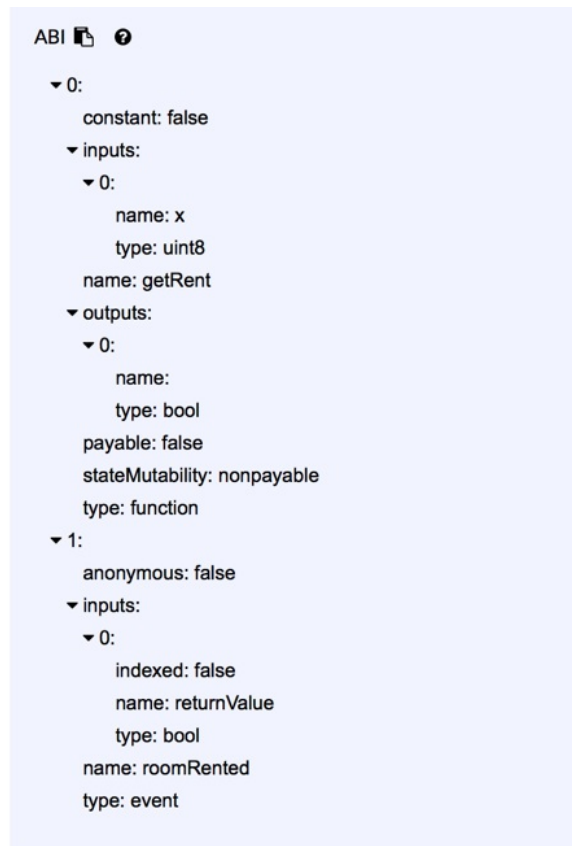 ABI
0:
constant: false
inputs:
0:
name: x
type: uint8
name: getRent
outputs:
0:
name:
type: bool
payable: false
stateMutability: nonpayable
type: function
1:
anonymous: false
inputs:
0:
indexed: false
name: returnValue
type: bool
name: roomRented
type: event